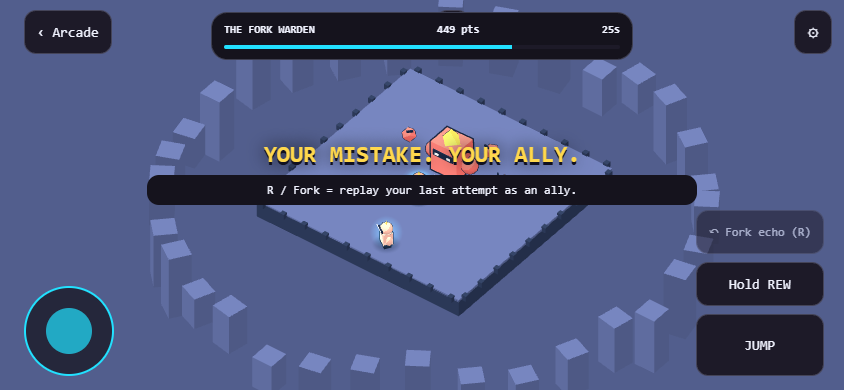 ‹ Arcade
THE FORK WARDEN 449 pts 25s
YOUR MISTAKE. YOUR ALLY.
R / Fork = replay your last attempt as an ally.
↶ Fork echo (R)
Hold REW
JUMP